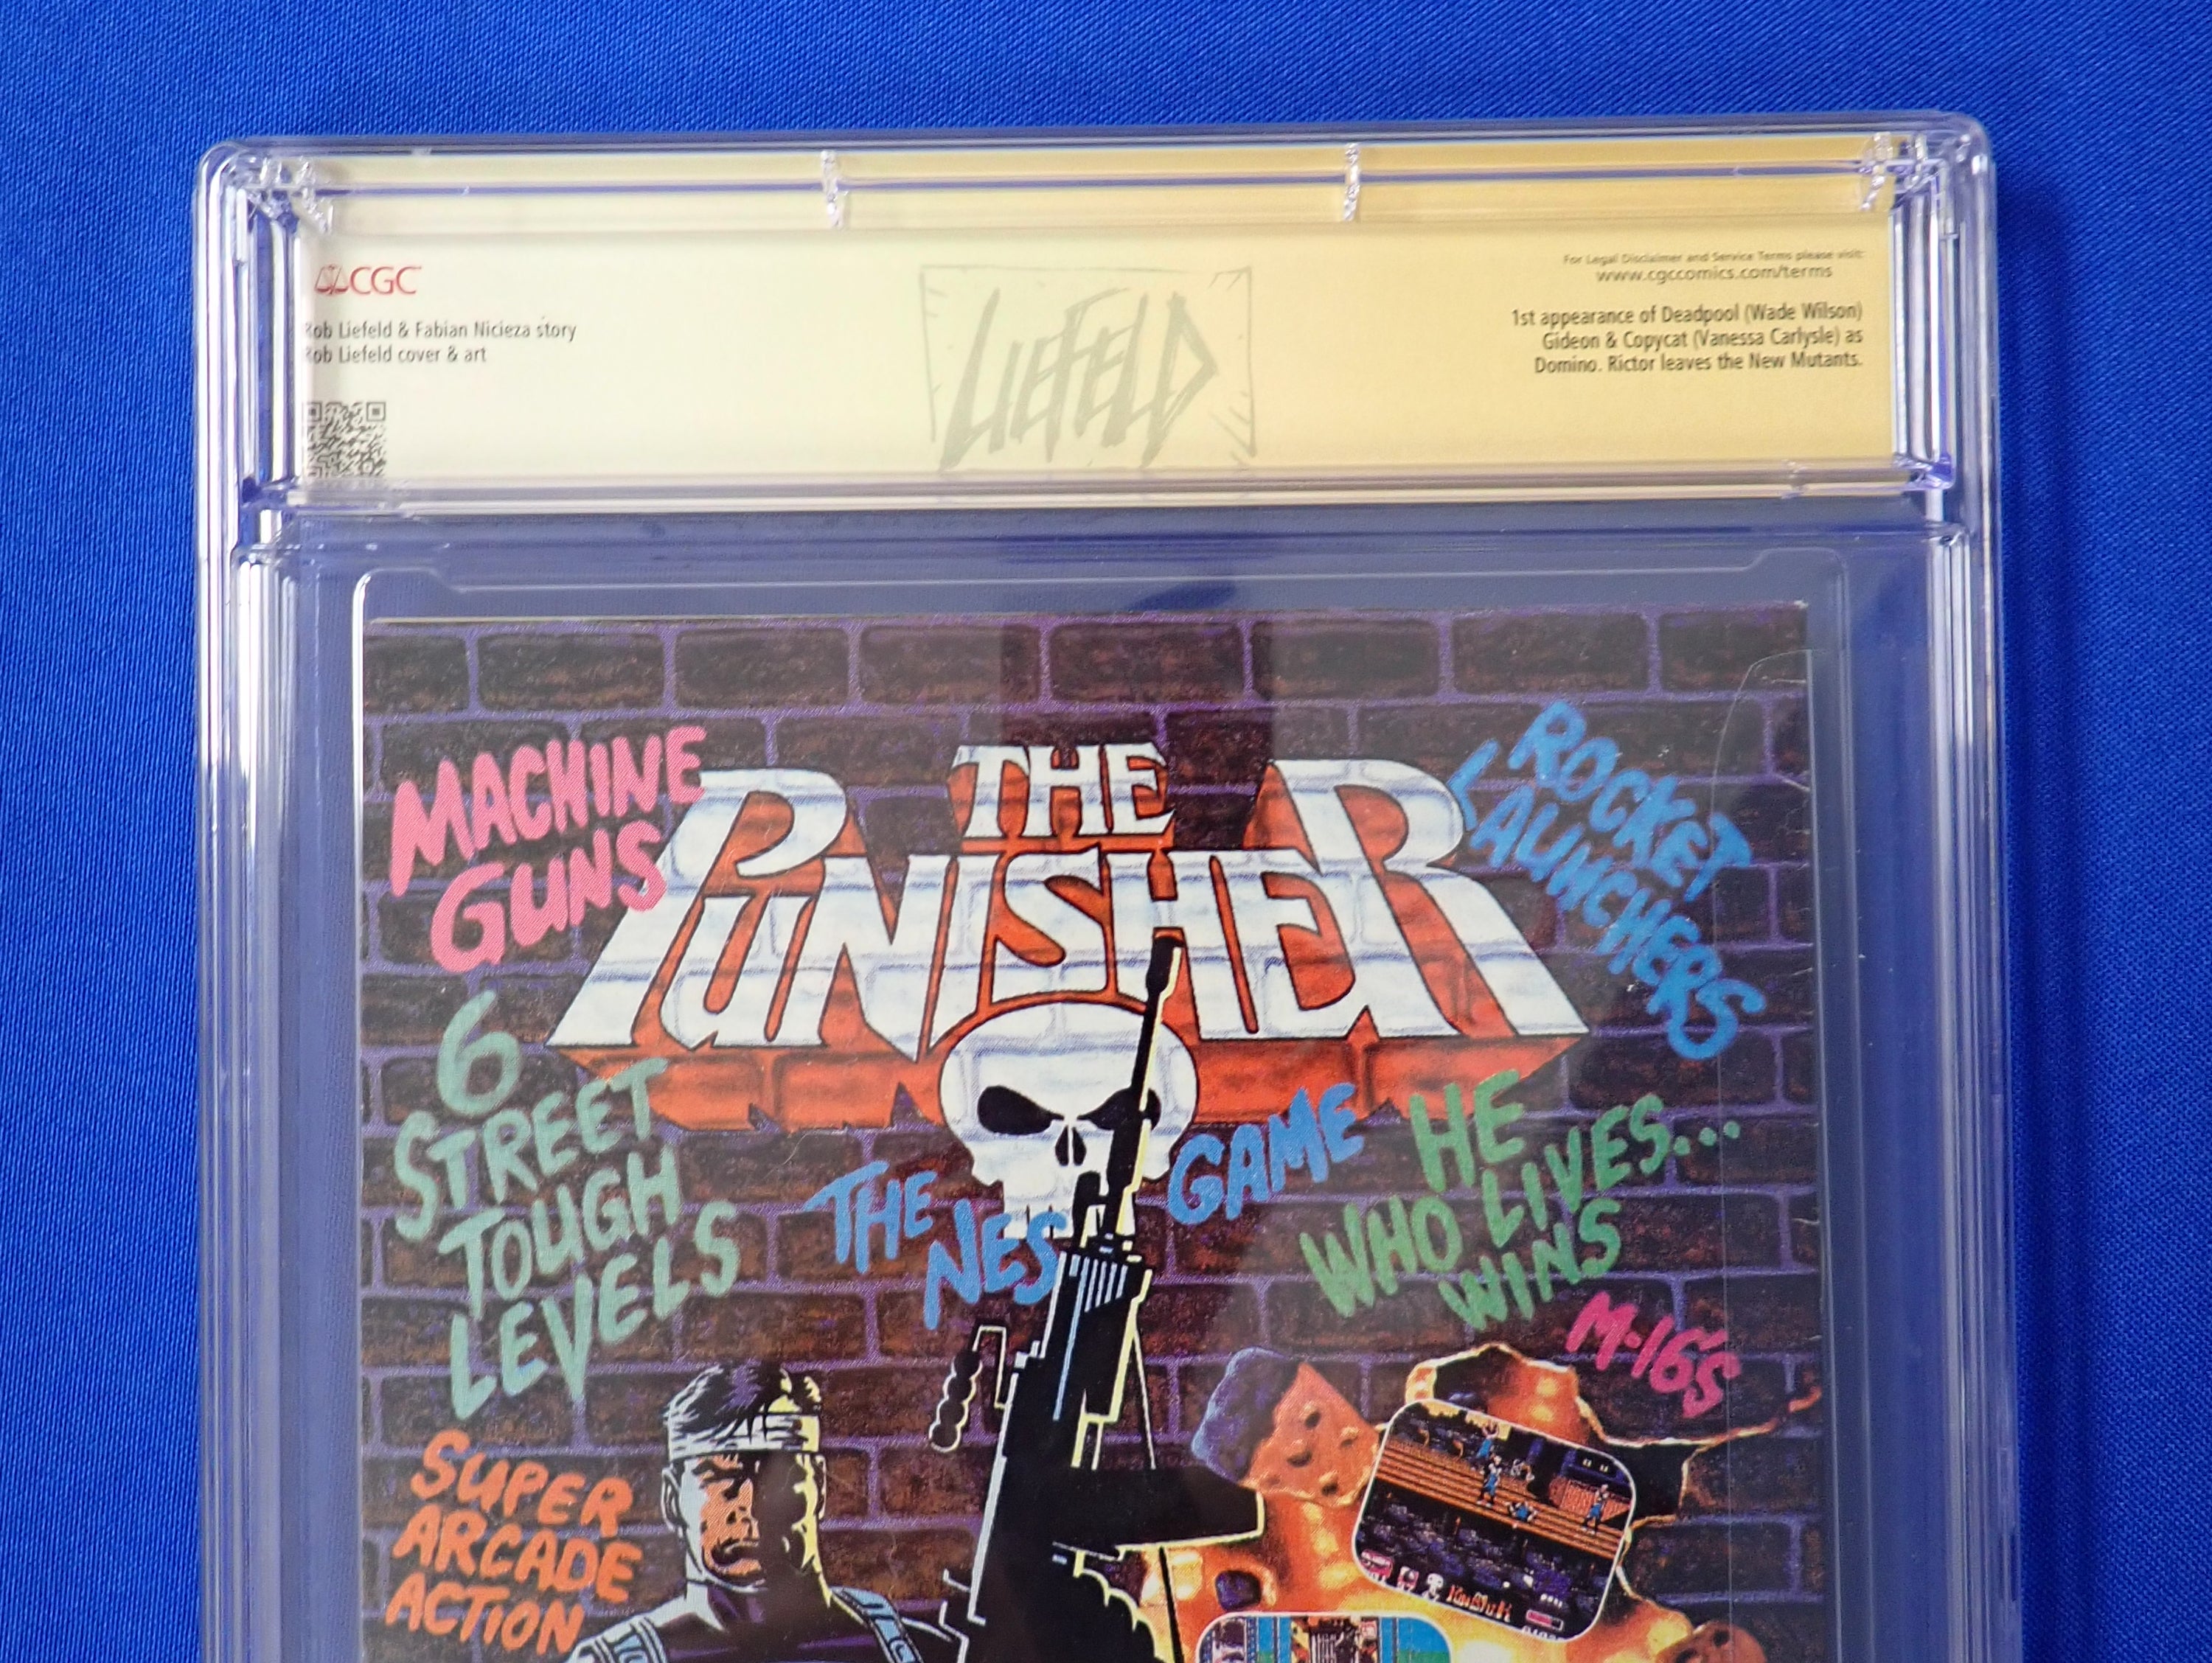 CGC
Rob Liefeld & Fabian Nicieza story
Rob Liefeld cover & art
LIEFELD
For Legal Disclaimer and Service Terms please visit:
www.cgccomics.com/terms
1st appearance of Deadpool (Wade Wilson)
Gideon & Copycat (Vanessa Carlysle) as
Domino. Rictor leaves the New Mutants.
MACHINE
GUNS
THE
PUNISHER
ROCKET
LAUNCHERS
6
STREET
TOUGH
LEVELS
THE
NES
GAME
HE
WHO LIVES...
WINS
M-16'S
SUPER
ARCADE
ACTION